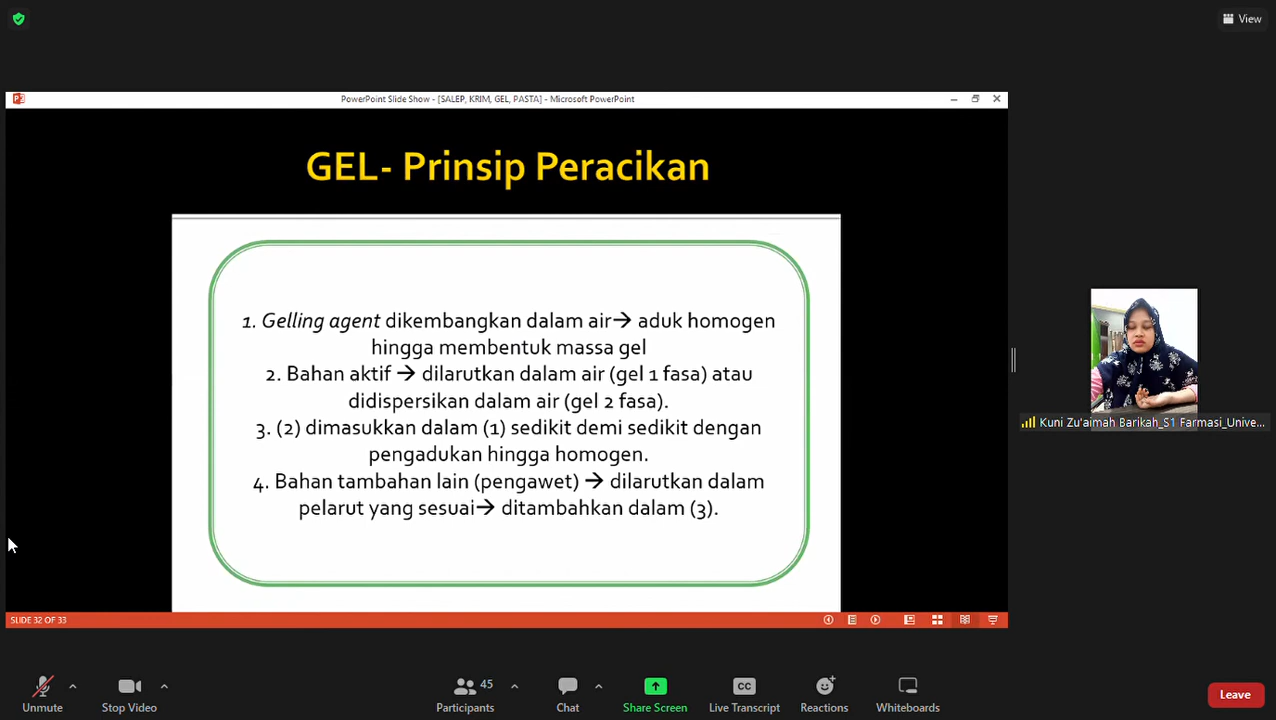 View
PowerPoint Slide Show - [SALEP, KRIM, GEL, PASTA] - Microsoft PowerPoint
GEL- Prinsip Peracikan
1. Gelling agent dikembangkan dalam air→ aduk homogen
hingga membentuk massa gel
2. Bahan aktif → dilarutkan dalam air (gel 1 fasa) atau
didispersikan dalam air (gel 2 fasa).
3. (2) dimasukkan dalam (1) sedikit demi sedikit dengan
pengadukan hingga homogen.
4. Bahan tambahan lain (pengawet) → dilarutkan dalam
pelarut yang sesuai→ ditambahkan dalam (3).
Kuni Zu'aimah Barikah_S1 Farmasi_Unive...
SLIDE 32 OF 33
Unmute
Stop Video
45
Participants
Chat
Share Screen
CC
Live Transcript
Reactions
Whiteboards
Leave